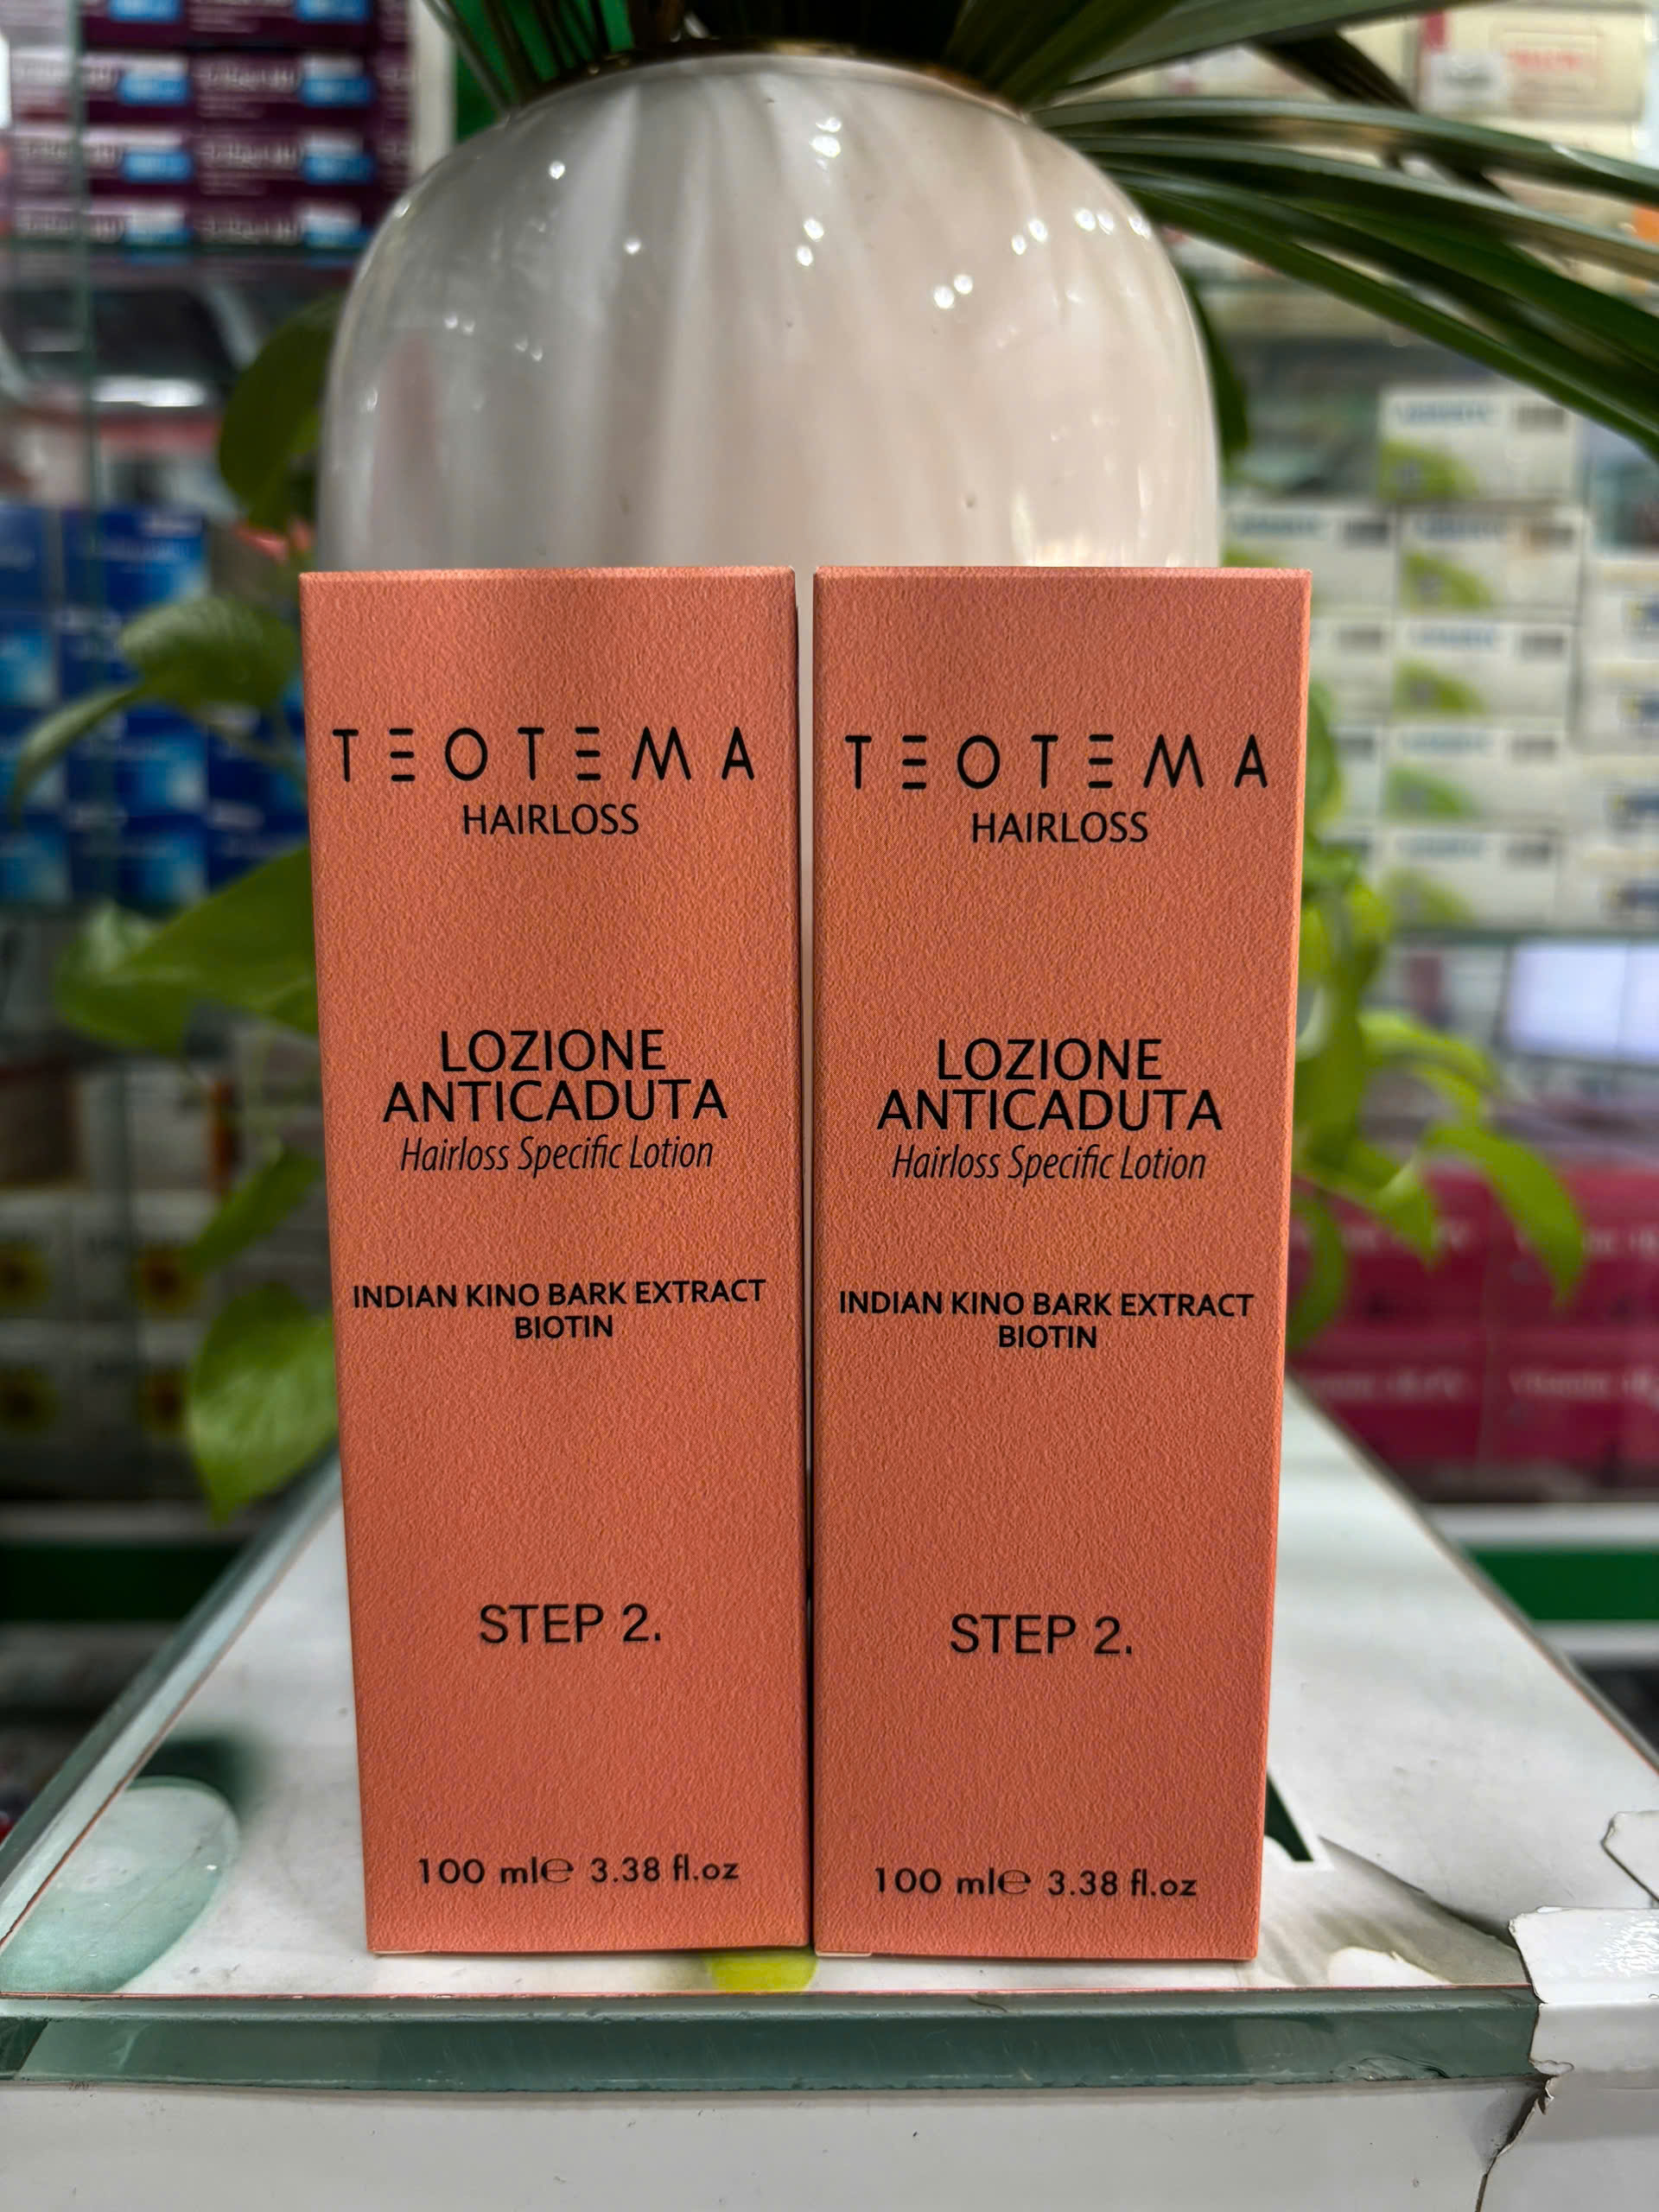 TEOTEMA
HAIRLOSS
LOZIONE
ANTICADUTA
Hairloss Specific Lotion
INDIAN KINO BARK EXTRACT
BIOTIN
STEP 2.
100 ml℮ 3.38 fl.oz
TEOTEMA
HAIRLOSS
LOZIONE
ANTICADUTA
Hairloss Specific Lotion
INDIAN KINO BARK EXTRACT
BIOTIN
STEP 2.
100 ml℮ 3.38 fl.oz